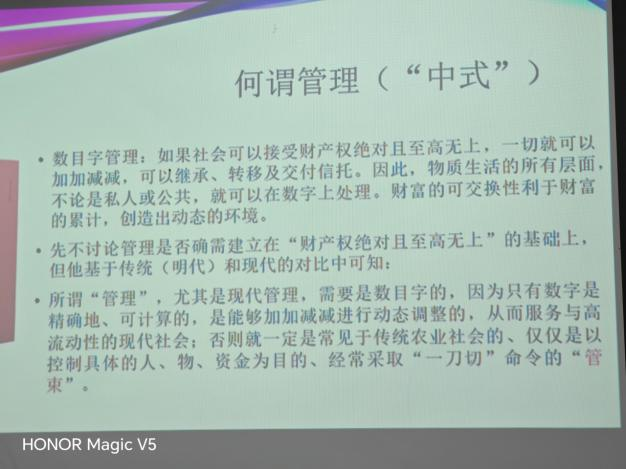 何谓管理（“中式”）
• 数目字管理：如果社会可以接受财产权绝对且至高无上，一切就可以
加加减减，可以继承、转移及交付信托。因此，物质生活的所有层面，
不论是私人或公共，就可以在数字上处理。财富的可交换性利于财富
的累计，创造出动态的环境。
• 先不讨论管理是否确需建立在“财产权绝对且至高无上”的基础上，
但他基于传统（明代）和现代的对比中可知：
• 所谓“管理”，尤其是现代管理，需要是数目字的，因为只有数字是
精确地、可计算的，是能够加加减减进行动态调整的，从而服务与高
流动性的现代社会；否则就一定是常见于传统农业社会的、仅仅是以
控制具体的人、物、资金为目的、经常采取“一刀切”命令的“管
束”。
HONOR Magic V5